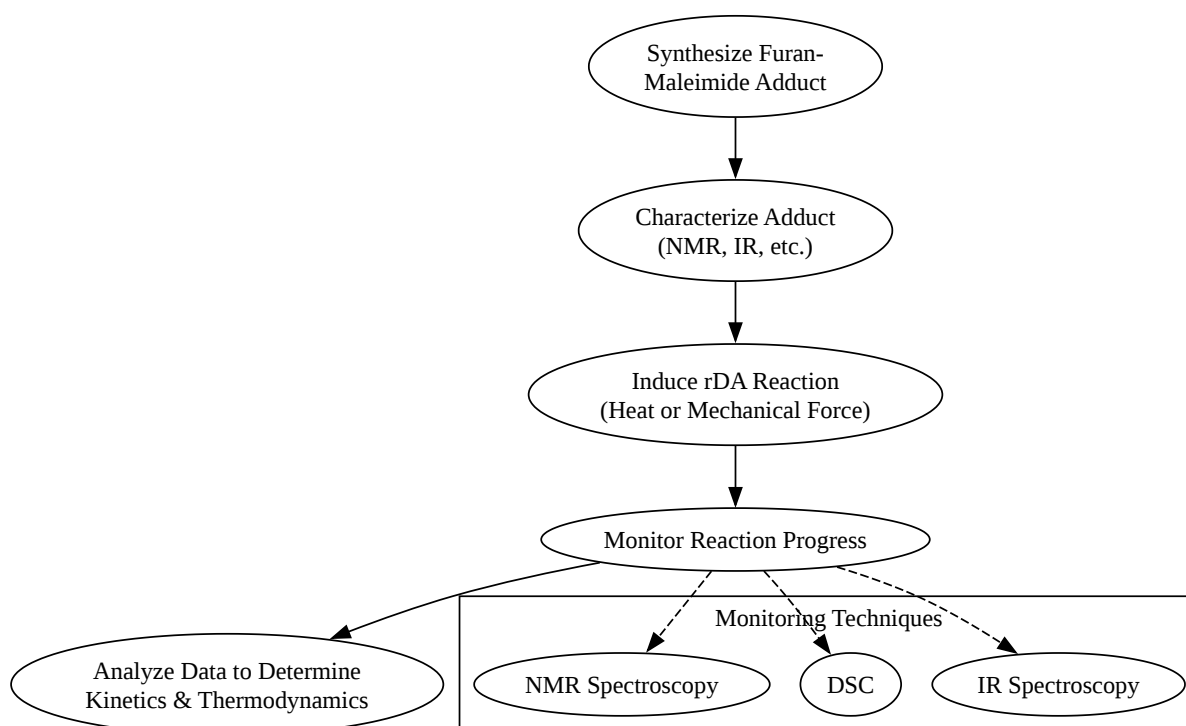 Synthesize Furan-
Maleimide Adduct
Characterize Adduct
(NMR, IR, etc.)
Induce rDA Reaction
(Heat or Mechanical Force)
Monitor Reaction Progress
Monitoring Techniques
Analyze Data to Determine
Kinetics & Thermodynamics
NMR Spectroscopy
DSC
IR Spectroscopy